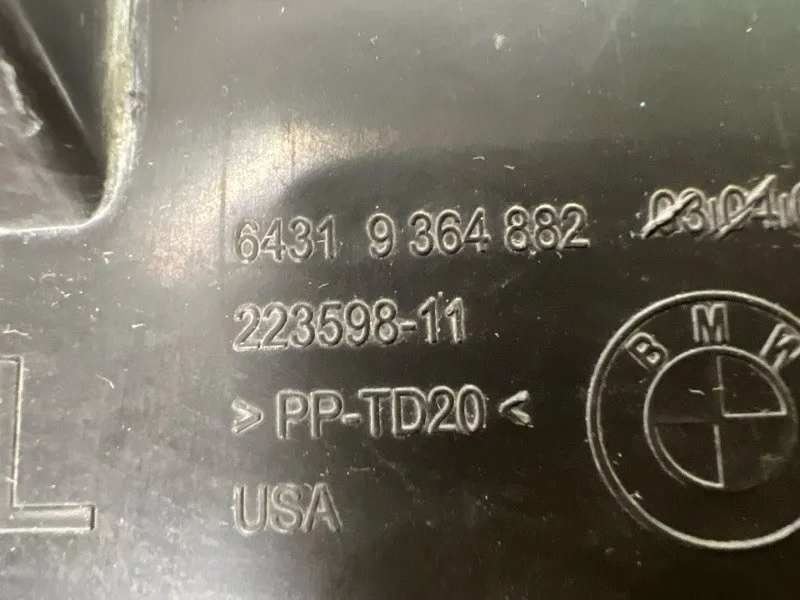 6431 9 364 882
223598-11
>PP-TD20<
USA
BMW
L